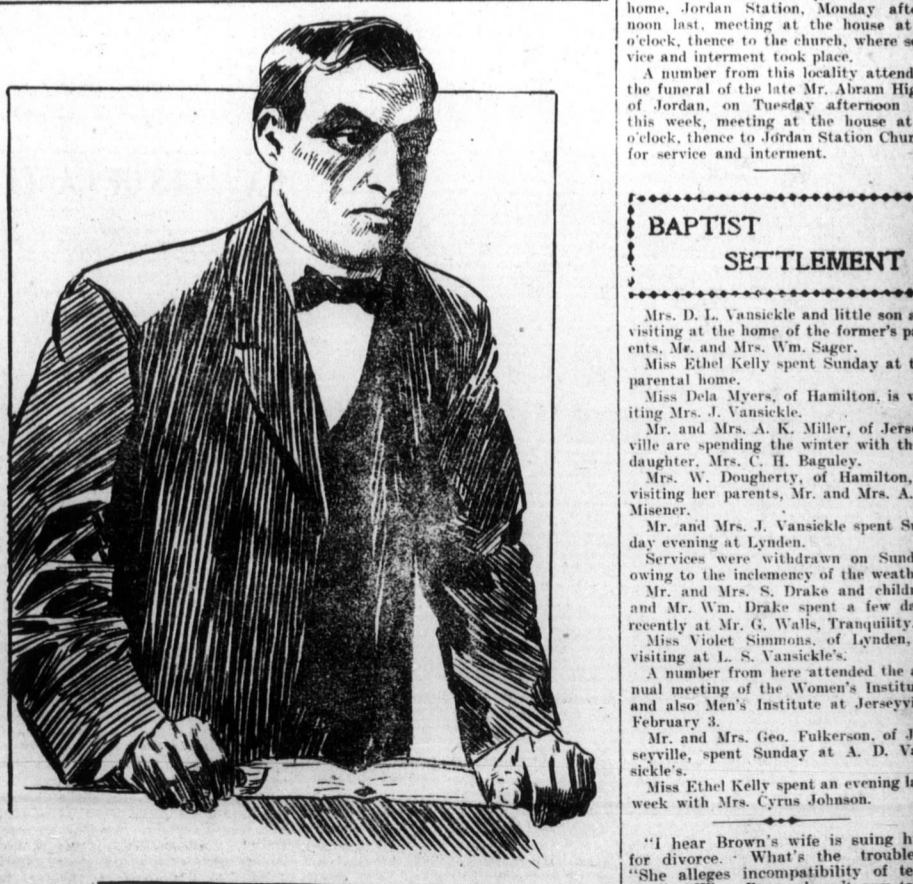 home, Jordan Station, Monday after
noon last, meeting at the house at
o'clock, thence to the church, where
vice and interment took place.
A number from this locality attend
the funeral of the late Mr. Abram
of Jordan, on Tuesday afternoon
this week, meeting at the house at
o'clock, thence to Jordan Station
for service and interment.
BAPTIST
SETTLEMENT
Mrs. D. L. Vansickle and little son
visiting at the home of the former's
ents, Mr. and Mrs. Wm. Sager.
Miss Ethel Kelly spent Sunday at
parental home.
Miss Dela Myers, of Hamilton, is
iting Mrs. J. Vansickle.
Mr. and Mrs. A. K. Miller, of Jerse
ville are spending the winter with
daughter, Mrs. C. H. Baguley.
Mrs. W. Dougherty, of Hamilton,
visiting her parents, Mr. and Mrs. A.
Misener.
Mr. and Mrs. J. Vansickle spent
day evening at Lynden.
Services were withdrawn on Sund
owing to the inclemency of the weath
Mr. and Mrs. S. Drake and childr
and Mr. Wm. Drake spent a few
recently at Mr. G. Walls, Tranquility.
Miss Violet Simmons, of Lynden,
visiting at L. S. Vansickle's.
A number from here attended the
nual meeting of the Women's Institu
and also Men's Institute at Jerseyvi
February 3.
Mr. and Mrs. Geo. Fulkerson, of
seyville, spent Sunday at A. D.
sickle's.
Miss Ethel Kelly spent an evening
week with Mrs. Cyrus Johnson.
"I hear Brown's wife is suing
for divorce. What's the trouble
"She alleges incompatibility of